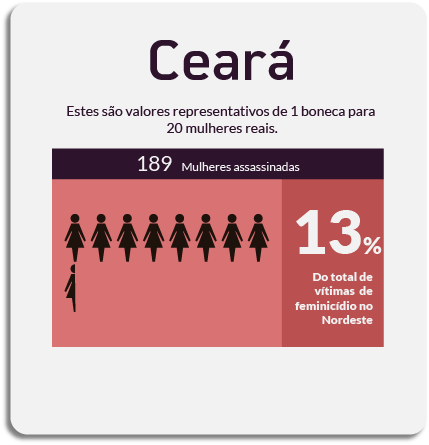 Ceará
Estes são valores representativos de 1 boneca para
20 mulheres reais.
189 Mulheres assassinadas
13%
Do total de
vítimas de
feminicídio no
Nordeste